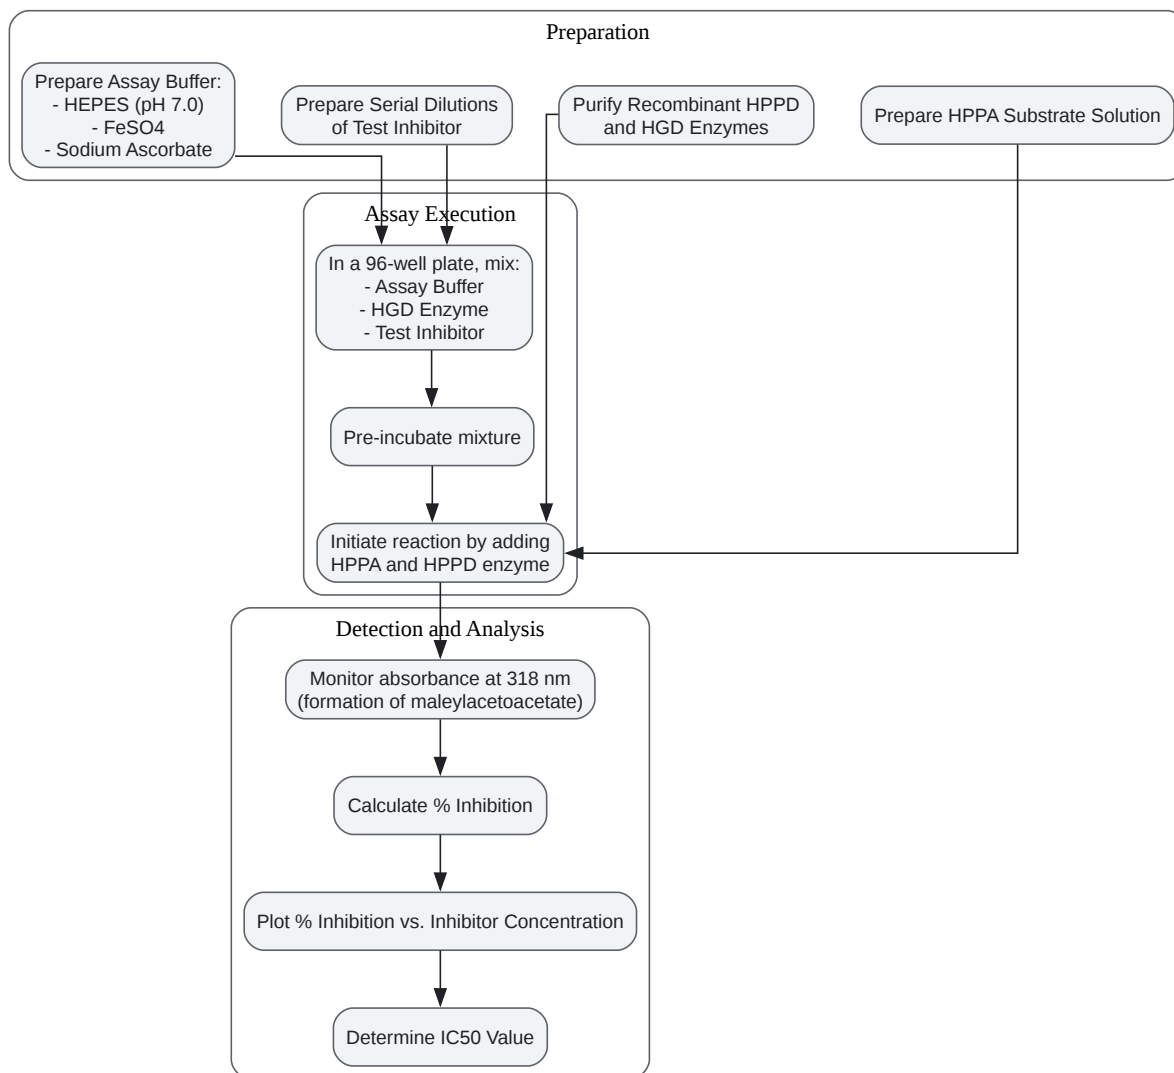 Preparation
Prepare Assay Buffer:
- HEPES (pH 7.0)
- FeSO4
- Sodium Ascorbate
Prepare Serial Dilutions
of Test Inhibitor
Purify Recombinant HPPD
and HGD Enzymes
Prepare HPPA Substrate Solution
Assay Execution
In a 96-well plate, mix:
- Assay Buffer
- HGD Enzyme
- Test Inhibitor
Pre-incubate mixture
Initiate reaction by adding
HPPA and HPPD enzyme
Detection and Analysis
Monitor absorbance at 318 nm
(formation of maleylacetoacetate)
Calculate % Inhibition
Plot % Inhibition vs. Inhibitor Concentration
Determine IC50 Value